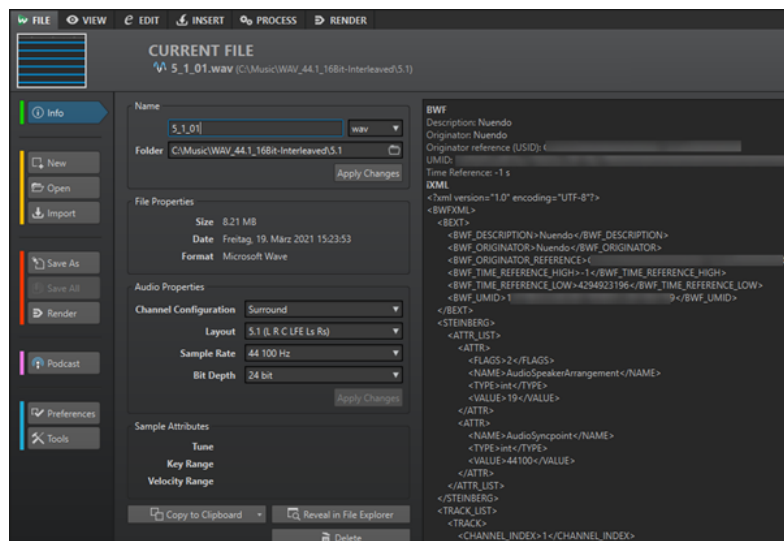 FILE VIEW EDIT INSERT PROCESS RENDER
CURRENT FILE
5_1_01.wav (C:\Music\WAV_44.1_16Bit-Interleaved\5.1)
Info
New
Open
Import
Save As
Save All
Render
Podcast
Preferences
Tools
Name
5_1_01 wav
Folder C:\Music\WAV_44.1_16Bit-Interleaved\5.1
Apply Changes
File Properties
Size 8.21 MB
Date Freitag, 19. März 2021 15:23:53
Format Microsoft Wave
Audio Properties
Channel Configuration Surround
Layout 5.1 (L R C LFE Ls Rs)
Sample Rate 44 100 Hz
Bit Depth 24 bit
Apply Changes
Sample Attributes
Tune
Key Range
Velocity Range
Copy to Clipboard Reveal in File Explorer
Delete
BWF
Description: Nuendo
Originator: Nuendo
Originator reference (USID):
UMID:
Time Reference: -1 s
iXML
<?xml version="1.0" encoding="UTF-8"?>
<BWFXML>
<BEXT>
<BWF_DESCRIPTION>Nuendo</BWF_DESCRIPTION>
<BWF_ORIGINATOR>Nuendo</BWF_ORIGINATOR>
<BWF_ORIGINATOR_REFERENCE>
<BWF_TIME_REFERENCE_HIGH>-1</BWF_TIME_REFERENCE_HIGH>
<BWF_TIME_REFERENCE_LOW>4294923196</BWF_TIME_REFERENCE_LOW>
<BWF_UMID>1 9</BWF_UMID>
</BEXT>
<STEINBERG>
<ATTR_LIST>
<ATTR>
<FLAGS>2</FLAGS>
<NAME>AudioSpeakerArrangement</NAME>
<TYPE>int</TYPE>
<VALUE>19</VALUE>
</ATTR>
<ATTR>
<NAME>AudioSyncpoint</NAME>
<TYPE>int</TYPE>
<VALUE>44100</VALUE>
</ATTR>
</ATTR_LIST>
</STEINBERG>
<TRACK_LIST>
<TRACK>
<CHANNEL_INDEX>1</CHANNEL_INDEX>